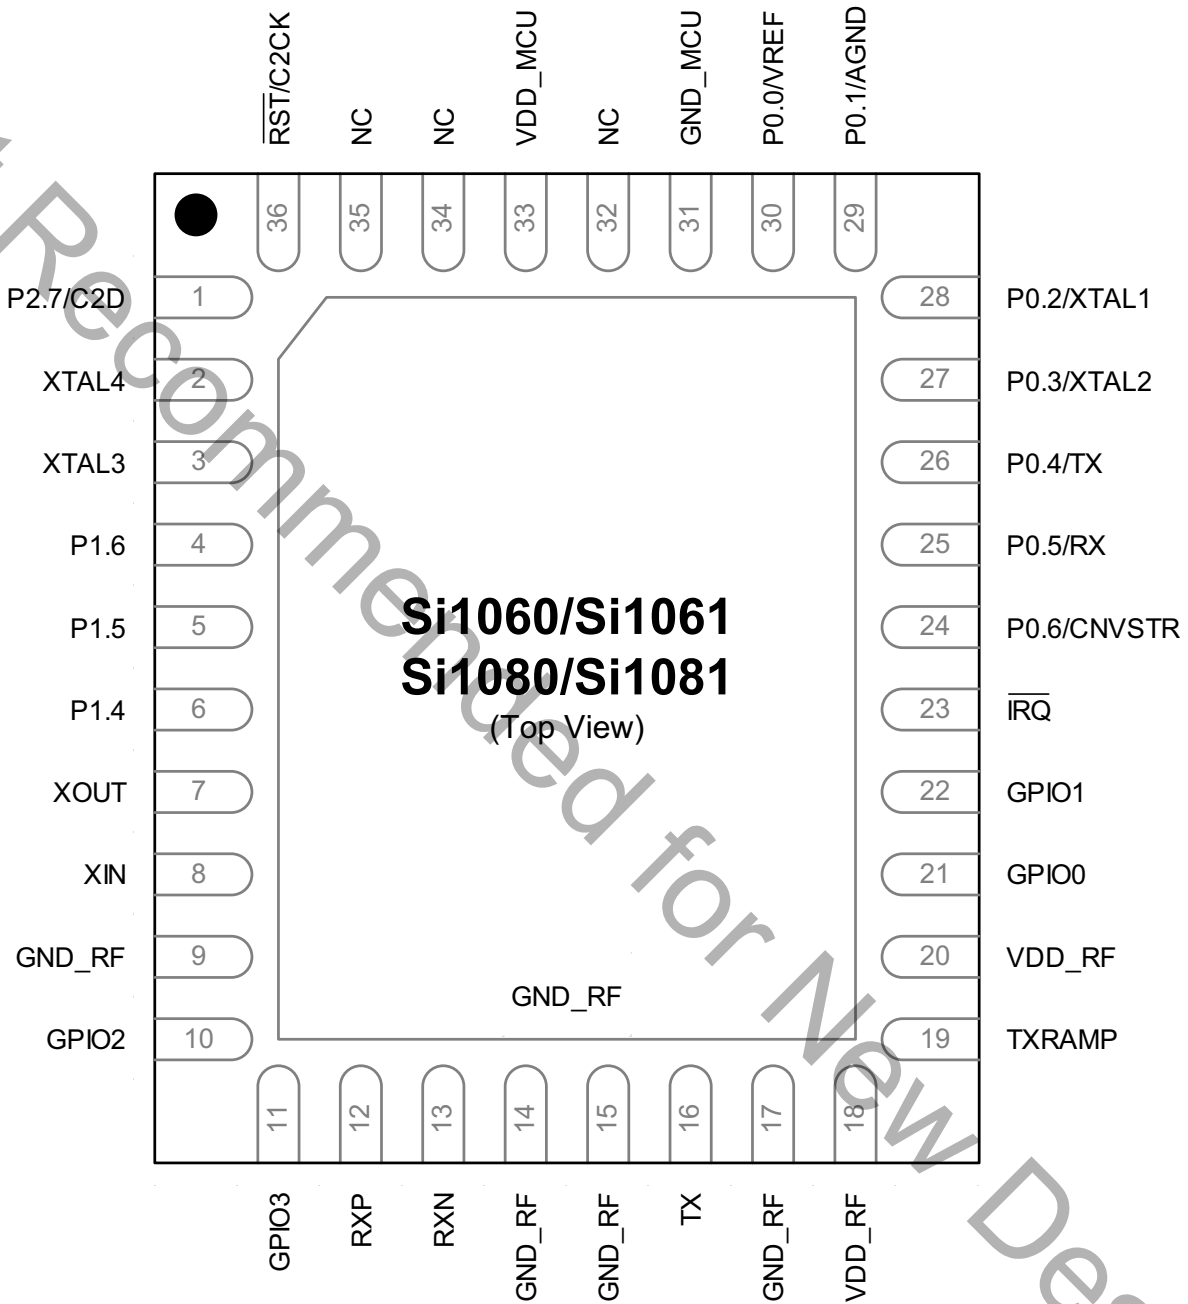 RST/C2CK
NC
NC
VDD_MCU
NC
GND_MCU
P0.0/VREF
P0.1/AGND
36
35
34
33
32
31
30
29
P2.7/C2D
1
28
P0.2/XTAL1
XTAL4
2
27
P0.3/XTAL2
XTAL3
3
26
P0.4/TX
P1.6
4
25
P0.5/RX
P1.5
5
Si1060/Si1061
24
P0.6/CNVSTR
Si1080/Si1081
P1.4
6
(Top View)
23
IRQ
XOUT
7
22
GPIO1
XIN
8
21
GPIO0
GND_RF
9
20
VDD_RF
GND_RF
GPIO2
10
19
TXRAMP
11
12
13
14
15
16
17
18
GPIO3
RXP
RXN
GND_RF
GND_RF
TX
GND_RF
VDD_RF
Recommended for New Des